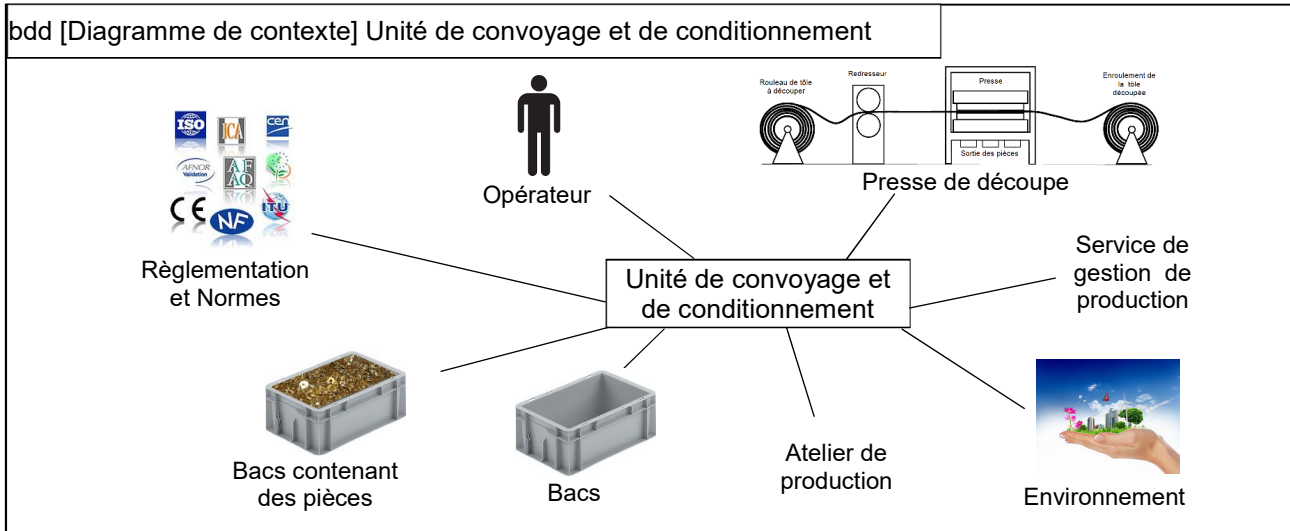 bdd [Diagramme de contexte] Unité de convoyage et de conditionnement
Rouleau de tôle
à découper
Redresseur
Presse
Enroulement de
la tôle
découpée
Sortie des pièces
ISO
ICA
cen
AFNOR
Validation
AF
AQ
CE
NF
ITU
Opérateur
Presse de découpe
Règlementation
et Normes
Unité de convoyage et
de conditionnement
Service de
gestion de
production
Bacs contenant
des pièces
Bacs
Atelier de
production
Environnement